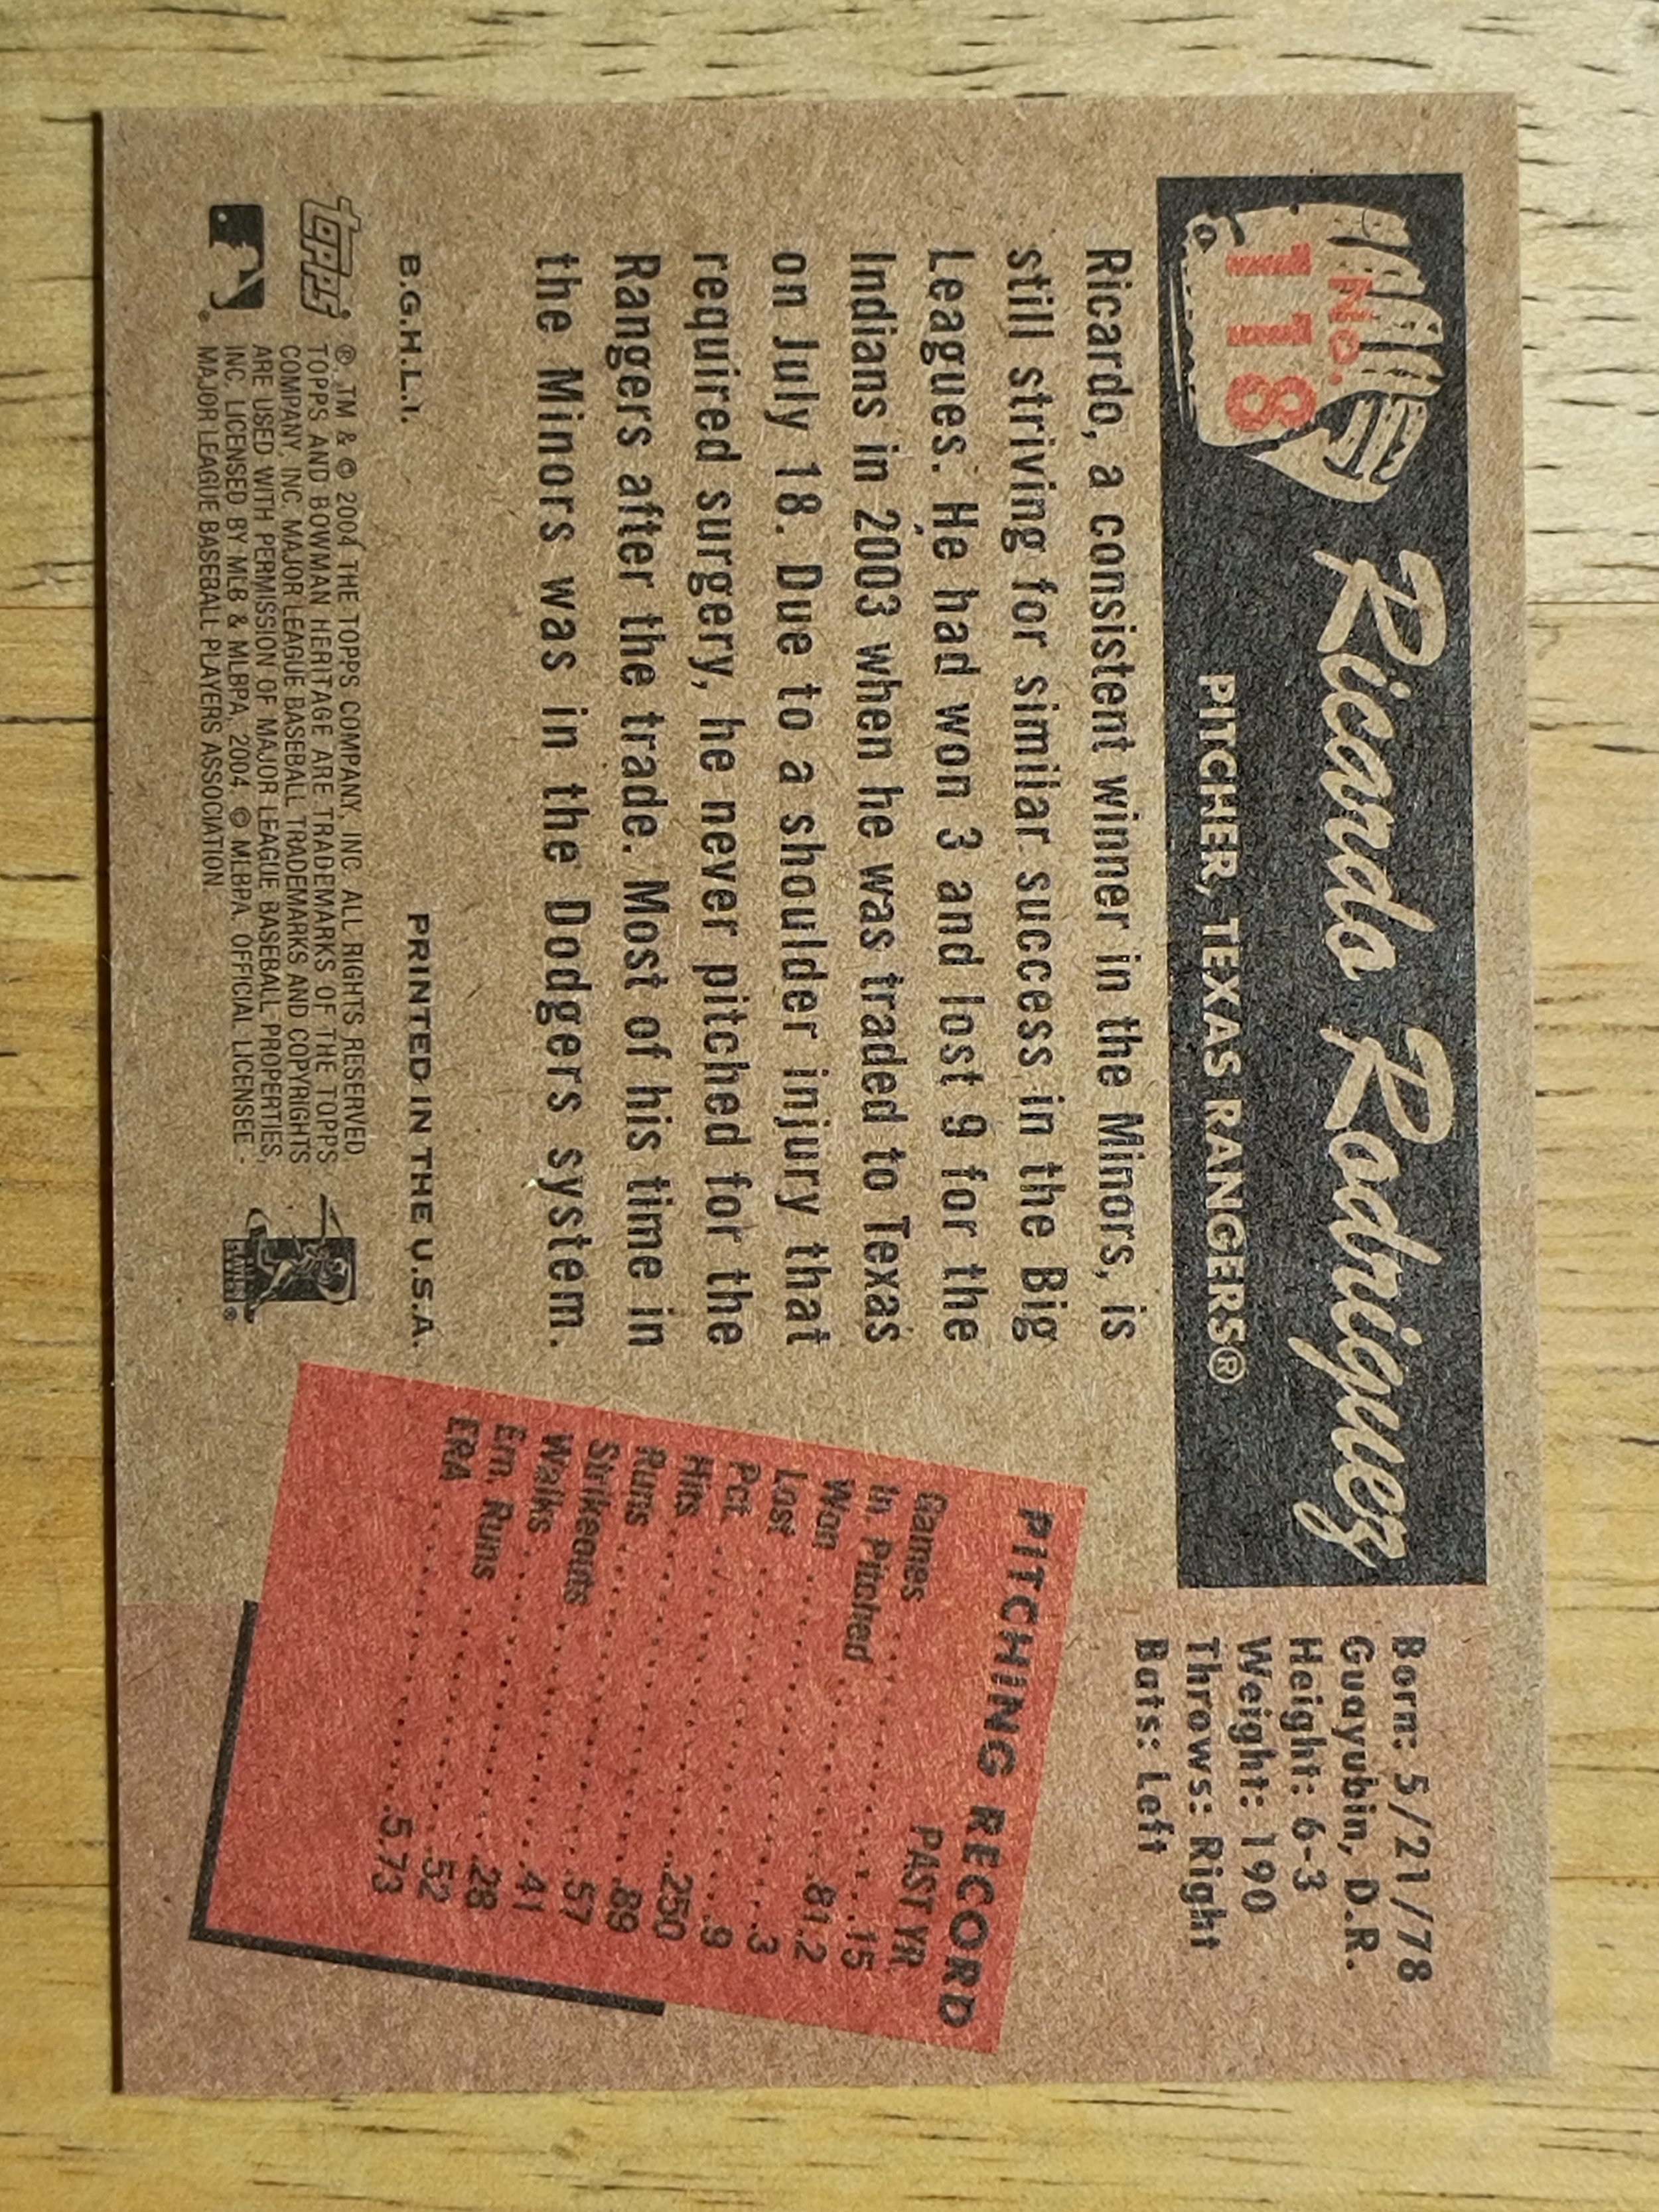 No.
118
Ricardo Rodriguez
PITCHER, TEXAS RANGERS®
Born: 5/21/78
Guayubin, D.R.
Height: 6-3
Weight: 190
Throws: Right
Bats: Left
Ricardo, a consistent winner in the Minors, is
still striving for similar success in the Big
Leagues. He had won 3 and lost 9 for the
Indians in 2003 when he was traded to Texas
on July 18. Due to a shoulder injury that
required surgery, he never pitched for the
Rangers after the trade. Most of his time in
the Minors was in the Dodgers system.
PITCHING RECORD
PAST YR.
Games ..... 15
In. Pitched ..... 81.2
Won ..... 3
Lost ..... 9
Pct ..... .250
Hits ..... 89
Runs ..... 57
Strikeouts ..... 41
Walks ..... 28
Ern. Runs ..... 52
ERA ..... 5.73
B.G.H.L.I.
PRINTED IN THE U.S.A.
topps
®, TM & © 2004 THE TOPPS COMPANY, INC. ALL RIGHTS RESERVED.
TOPPS AND BOWMAN HERITAGE ARE TRADEMARKS OF THE TOPPS
COMPANY, INC. MAJOR LEAGUE BASEBALL TRADEMARKS AND COPYRIGHTS
ARE USED WITH PERMISSION OF MAJOR LEAGUE BASEBALL PROPERTIES,
INC. LICENSED BY MLB & MLBPA, 2004. © MLBPA. OFFICIAL LICENSEE -
MAJOR LEAGUE BASEBALL PLAYERS ASSOCIATION